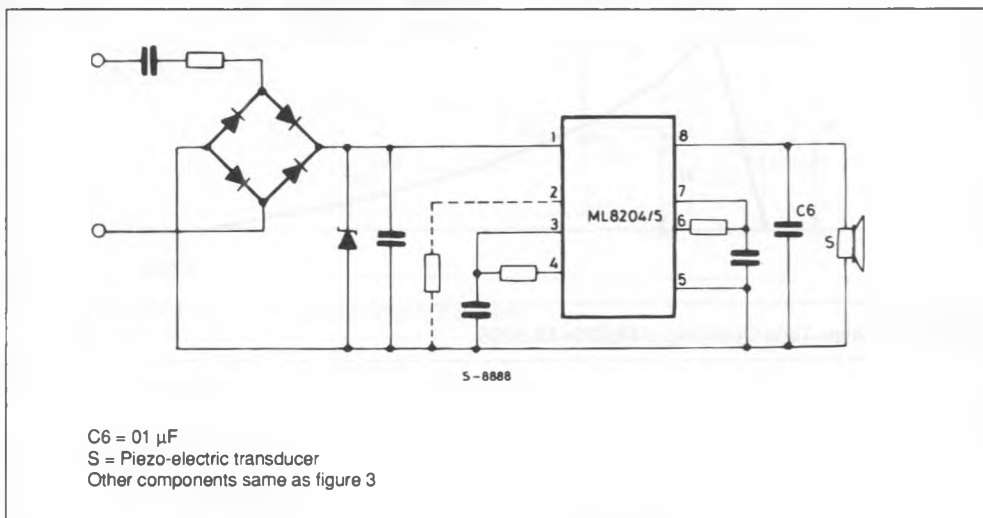 1
8
2
7
ML8204/5
3
6
C6
4
5
S
S-8888
C6 = 01 µF
S = Piezo-electric transducer
Other components same as figure 3